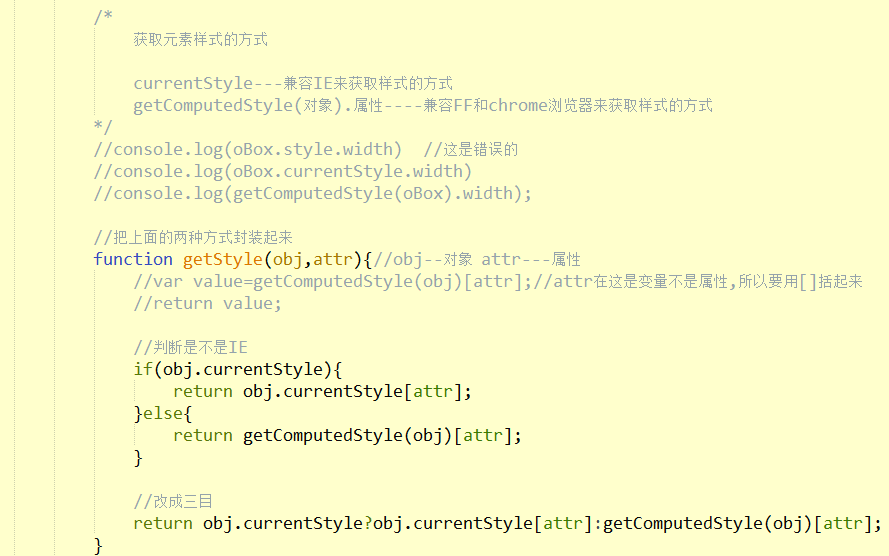 /*
获取元素样式的方式
currentStyle---兼容IE来获取样式的方式
getComputedStyle(对象).属性----兼容FF和chrome浏览器来获取样式的方式
*/
//console.log(oBox.style.width)  //这是错误的
//console.log(oBox.currentStyle.width)
//console.log(getComputedStyle(oBox).width);
//把上面的两种方式封装起来
function getStyle(obj,attr){//obj--对象 attr---属性
//var value=getComputedStyle(obj)[attr];//attr在这是变量不是属性,所以要用[]括起来
//return value;
//判断是不是IE
if(obj.currentStyle){
return obj.currentStyle[attr];
}else{
return getComputedStyle(obj)[attr];
}
//改成三目
return obj.currentStyle?obj.currentStyle[attr]:getComputedStyle(obj)[attr];
}